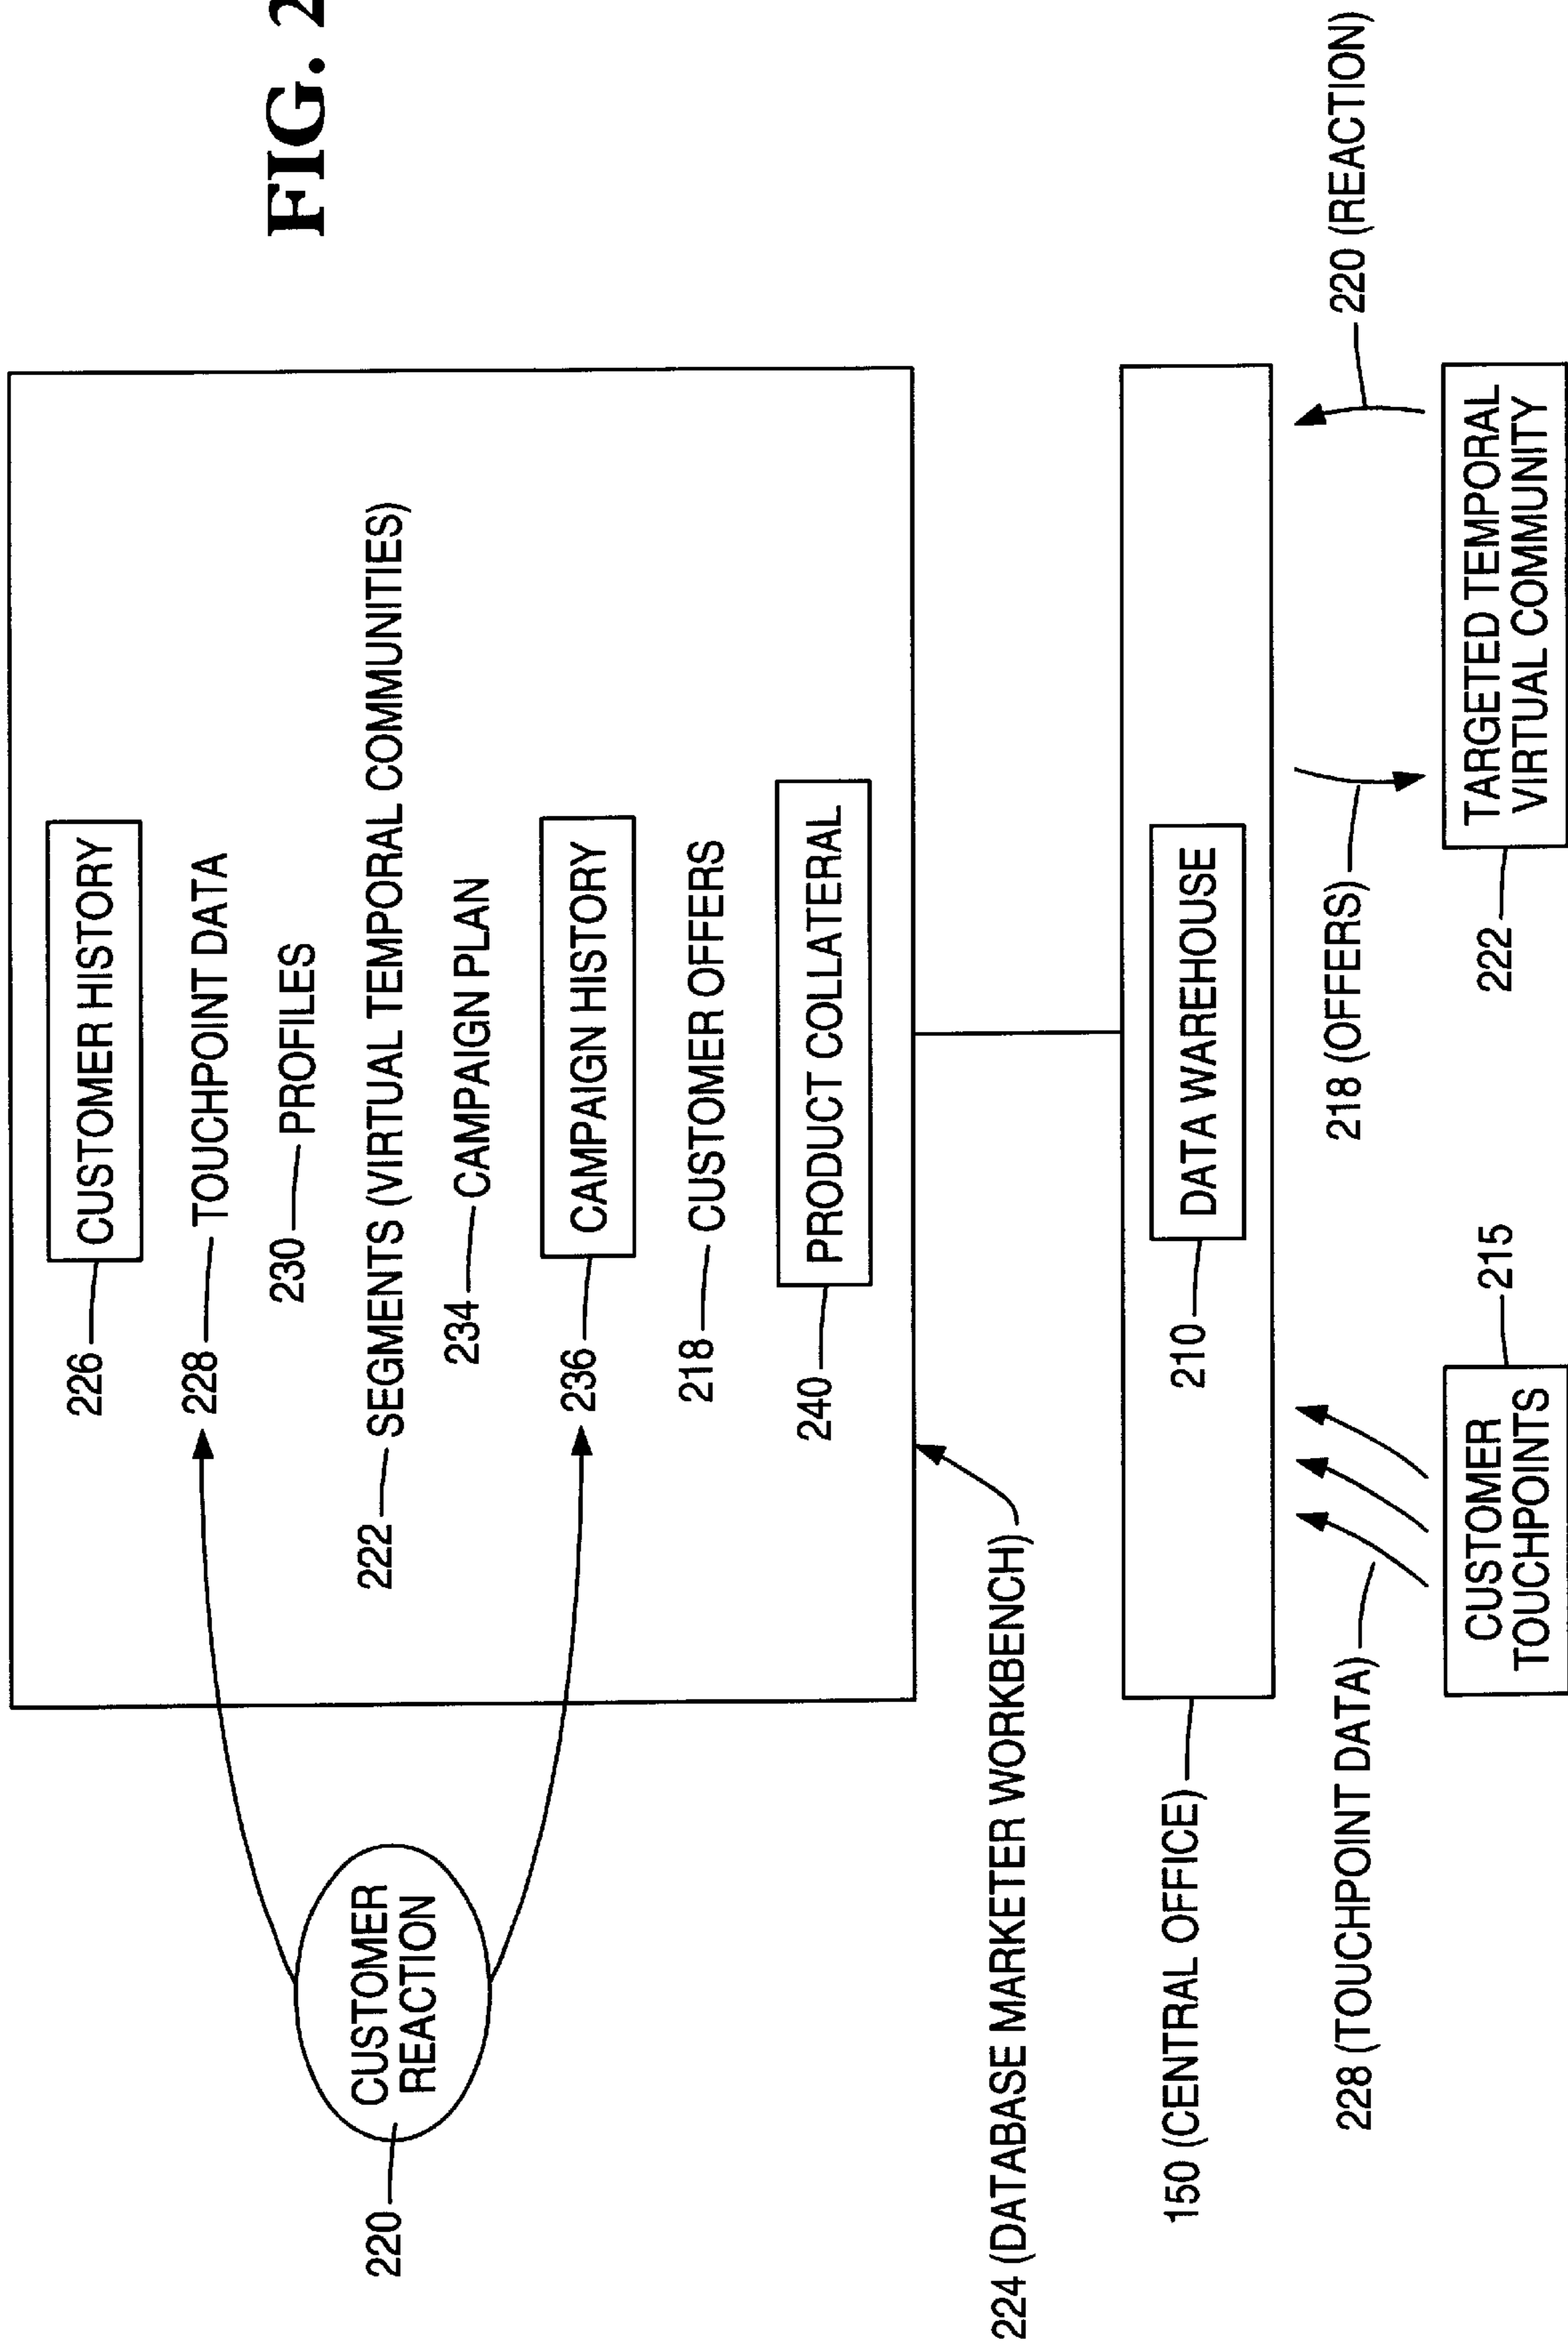 FIG. 2
226
CUSTOMER HISTORY
228
TOUCHPOINT DATA
230
PROFILES
220
CUSTOMER
REACTION
222
SEGMENTS (VIRTUAL TEMPORAL COMMUNITIES)
234
CAMPAIGN PLAN
236
CAMPAIGN HISTORY
218
CUSTOMER OFFERS
240
PRODUCT COLLATERAL
224 (DATABASE MARKETER WORKBENCH)
150 (CENTRAL OFFICE)
210
DATA WAREHOUSE
228 (TOUCHPOINT DATA)
218 (OFFERS)
220 (REACTION)
CUSTOMER
TOUCHPOINTS
215
222
TARGETED TEMPORAL
VIRTUAL COMMUNITY